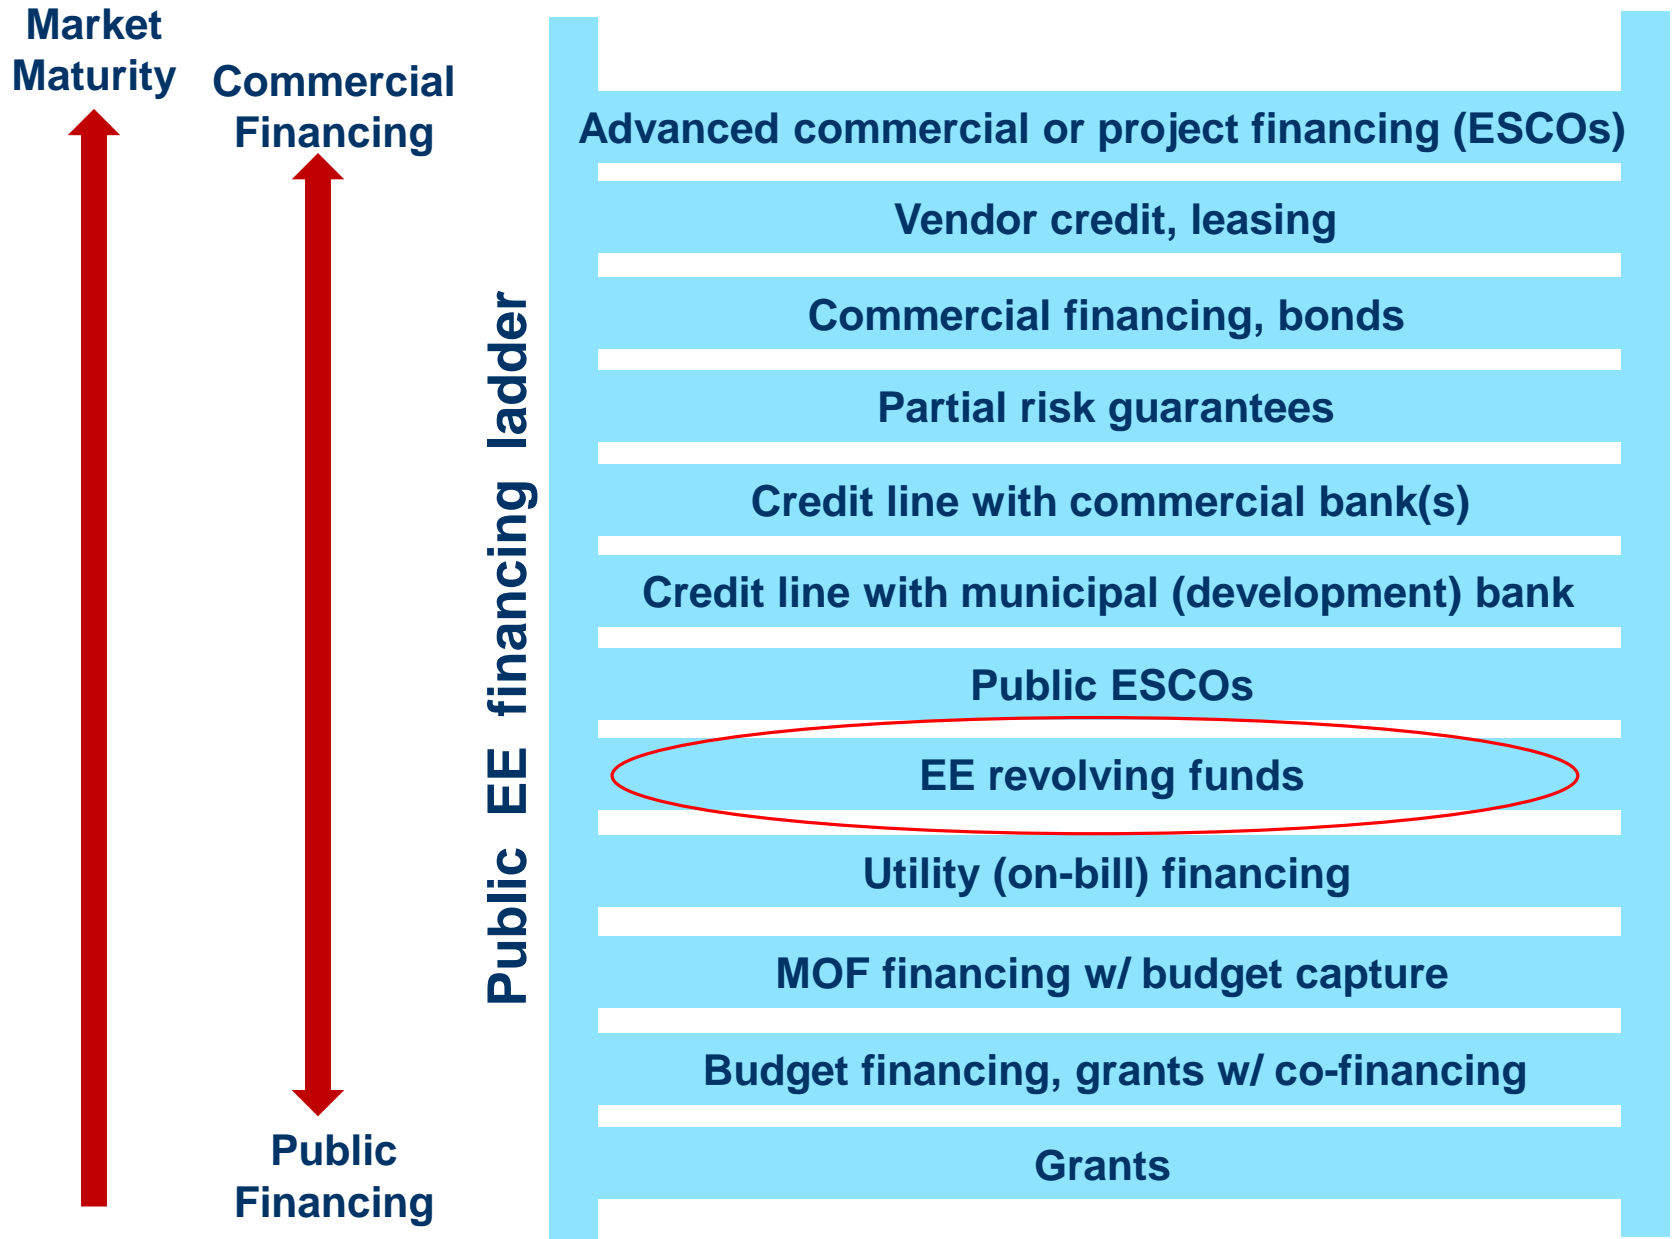 Market
Maturity
Commercial
Financing
Public
Financing
Public EE financing ladder
Advanced commercial or project financing (ESCOs)
Vendor credit, leasing
Commercial financing, bonds
Partial risk guarantees
Credit line with commercial bank(s)
Credit line with municipal (development) bank
Public ESCOs
EE revolving funds
Utility (on-bill) financing
MOF financing w/ budget capture
Budget financing, grants w/ co-financing
Grants